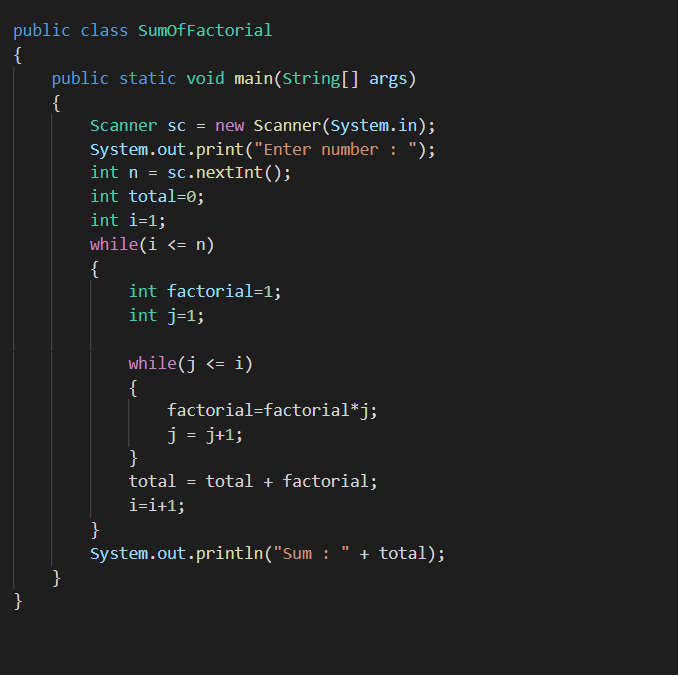 public class SumOfFactorial
{
    public static void main(String[] args)
    {
        Scanner sc = new Scanner(System.in);
        System.out.print("Enter number : ");
        int n = sc.nextInt();
        int total=0;
        int i=1;
        while(i <= n)
        {
            int factorial=1;
            int j=1;

            while(j <= i)
            {
                factorial=factorial*j;
                j = j+1;
            }
            total = total + factorial;
            i=i+1;
        }
        System.out.println("Sum : " + total);
    }
}